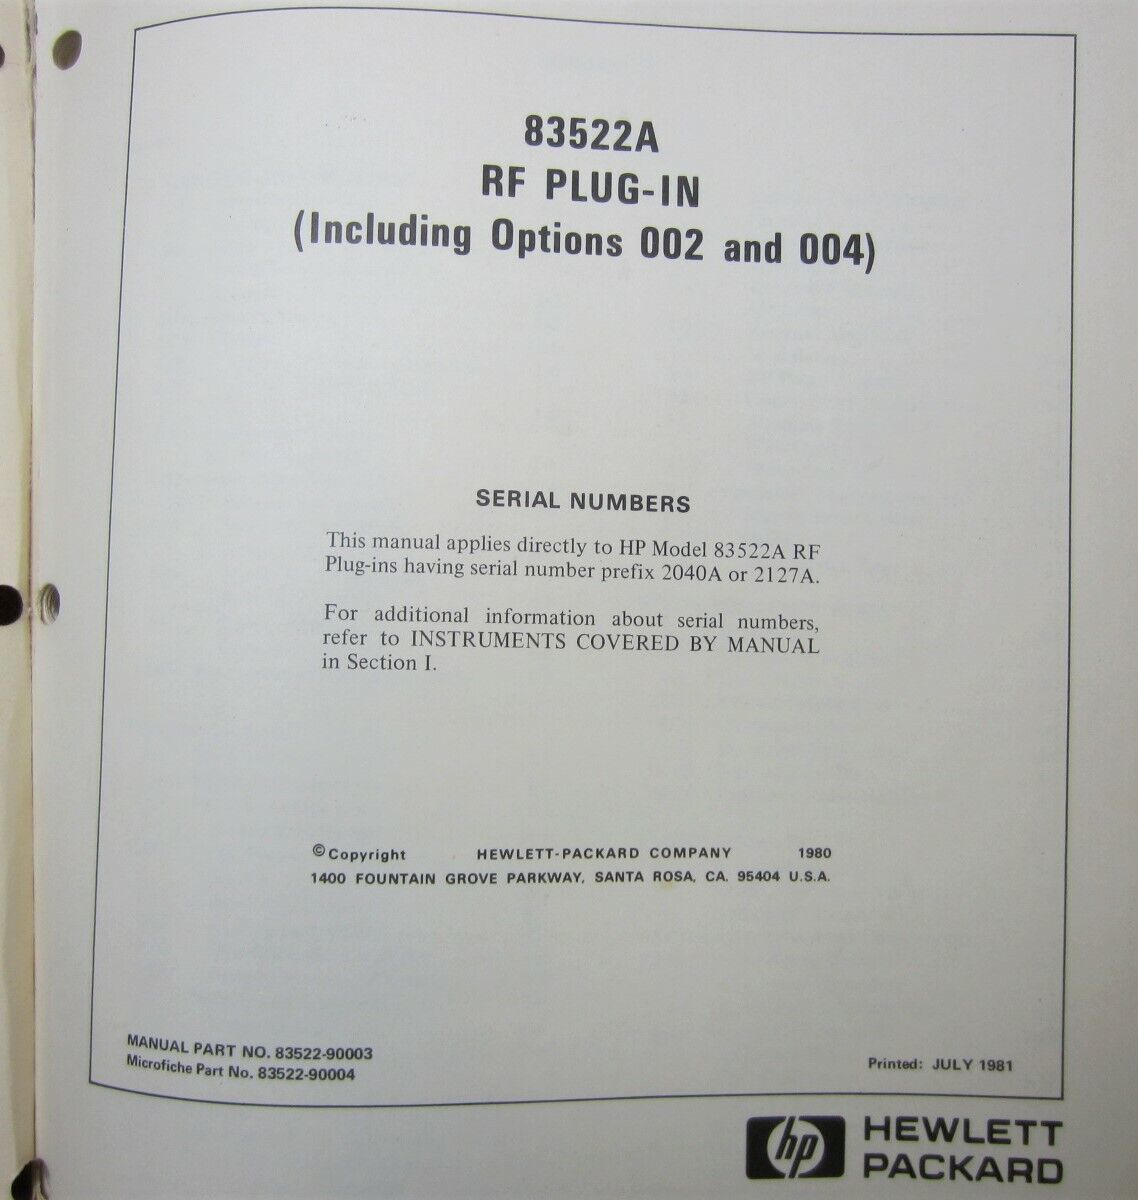 83522A
RF PLUG-IN
(Including Options 002 and 004)
SERIAL NUMBERS
This manual applies directly to HP Model 83522A RF
Plug-ins having serial number prefix 2040A or 2127A.
For additional information about serial numbers,
refer to INSTRUMENTS COVERED BY MANUAL
in Section I.
©Copyright HEWLETT-PACKARD COMPANY 1980
1400 FOUNTAIN GROVE PARKWAY, SANTA ROSA, CA. 95404 U.S.A.
MANUAL PART NO. 83522-90003
Microfiche Part No. 83522-90004
Printed: JULY 1981
hp HEWLETT
PACKARD